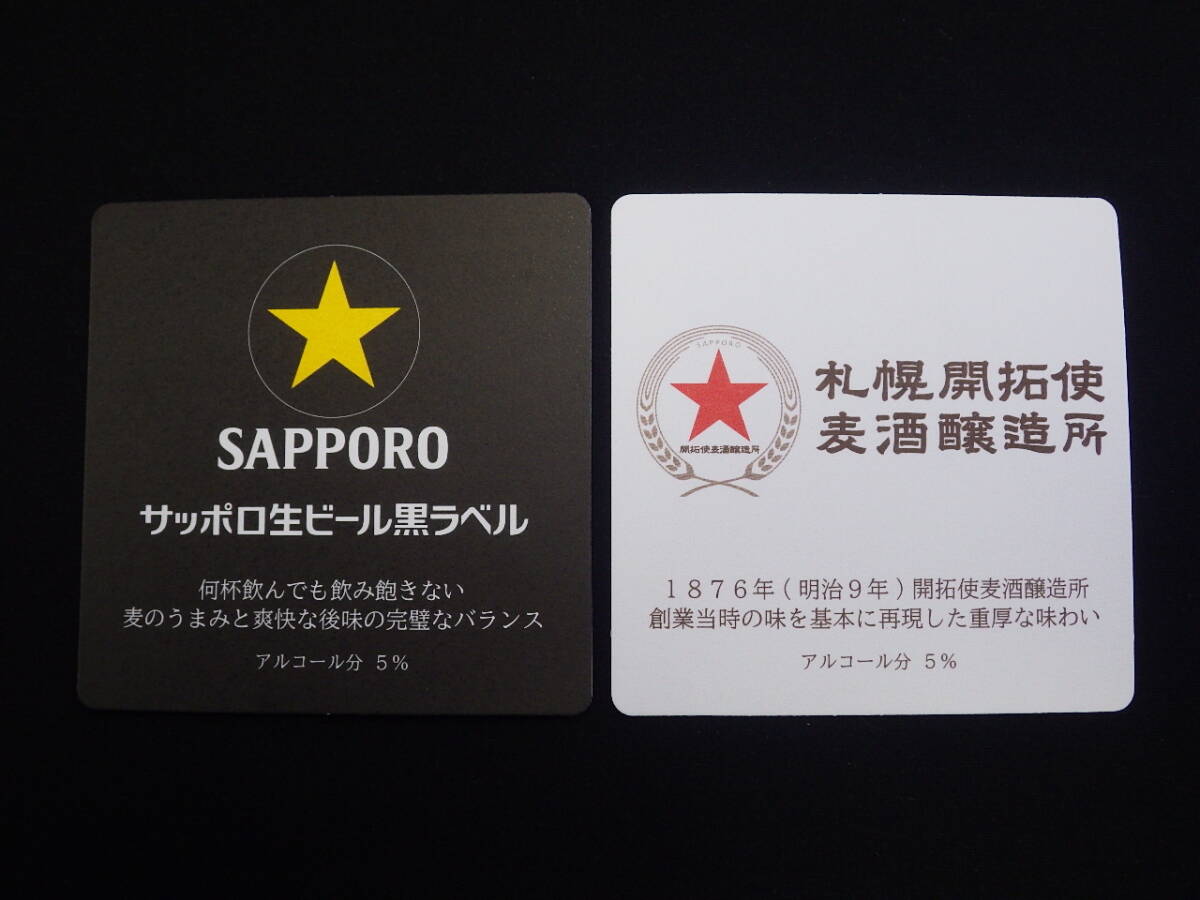 SAPPORO
サッポロ生ビール黒ラベル
何杯飲んでも飲み飽きない
麦のうまみと爽快な後味の完璧なバランス
アルコール分 5%
SAPPORO
開拓使麦酒醸造所
札幌開拓使
麦酒醸造所
1876年(明治9年)開拓使麦酒醸造所
創業当時の味を基本に再現した重厚な味わい
アルコール分 5%